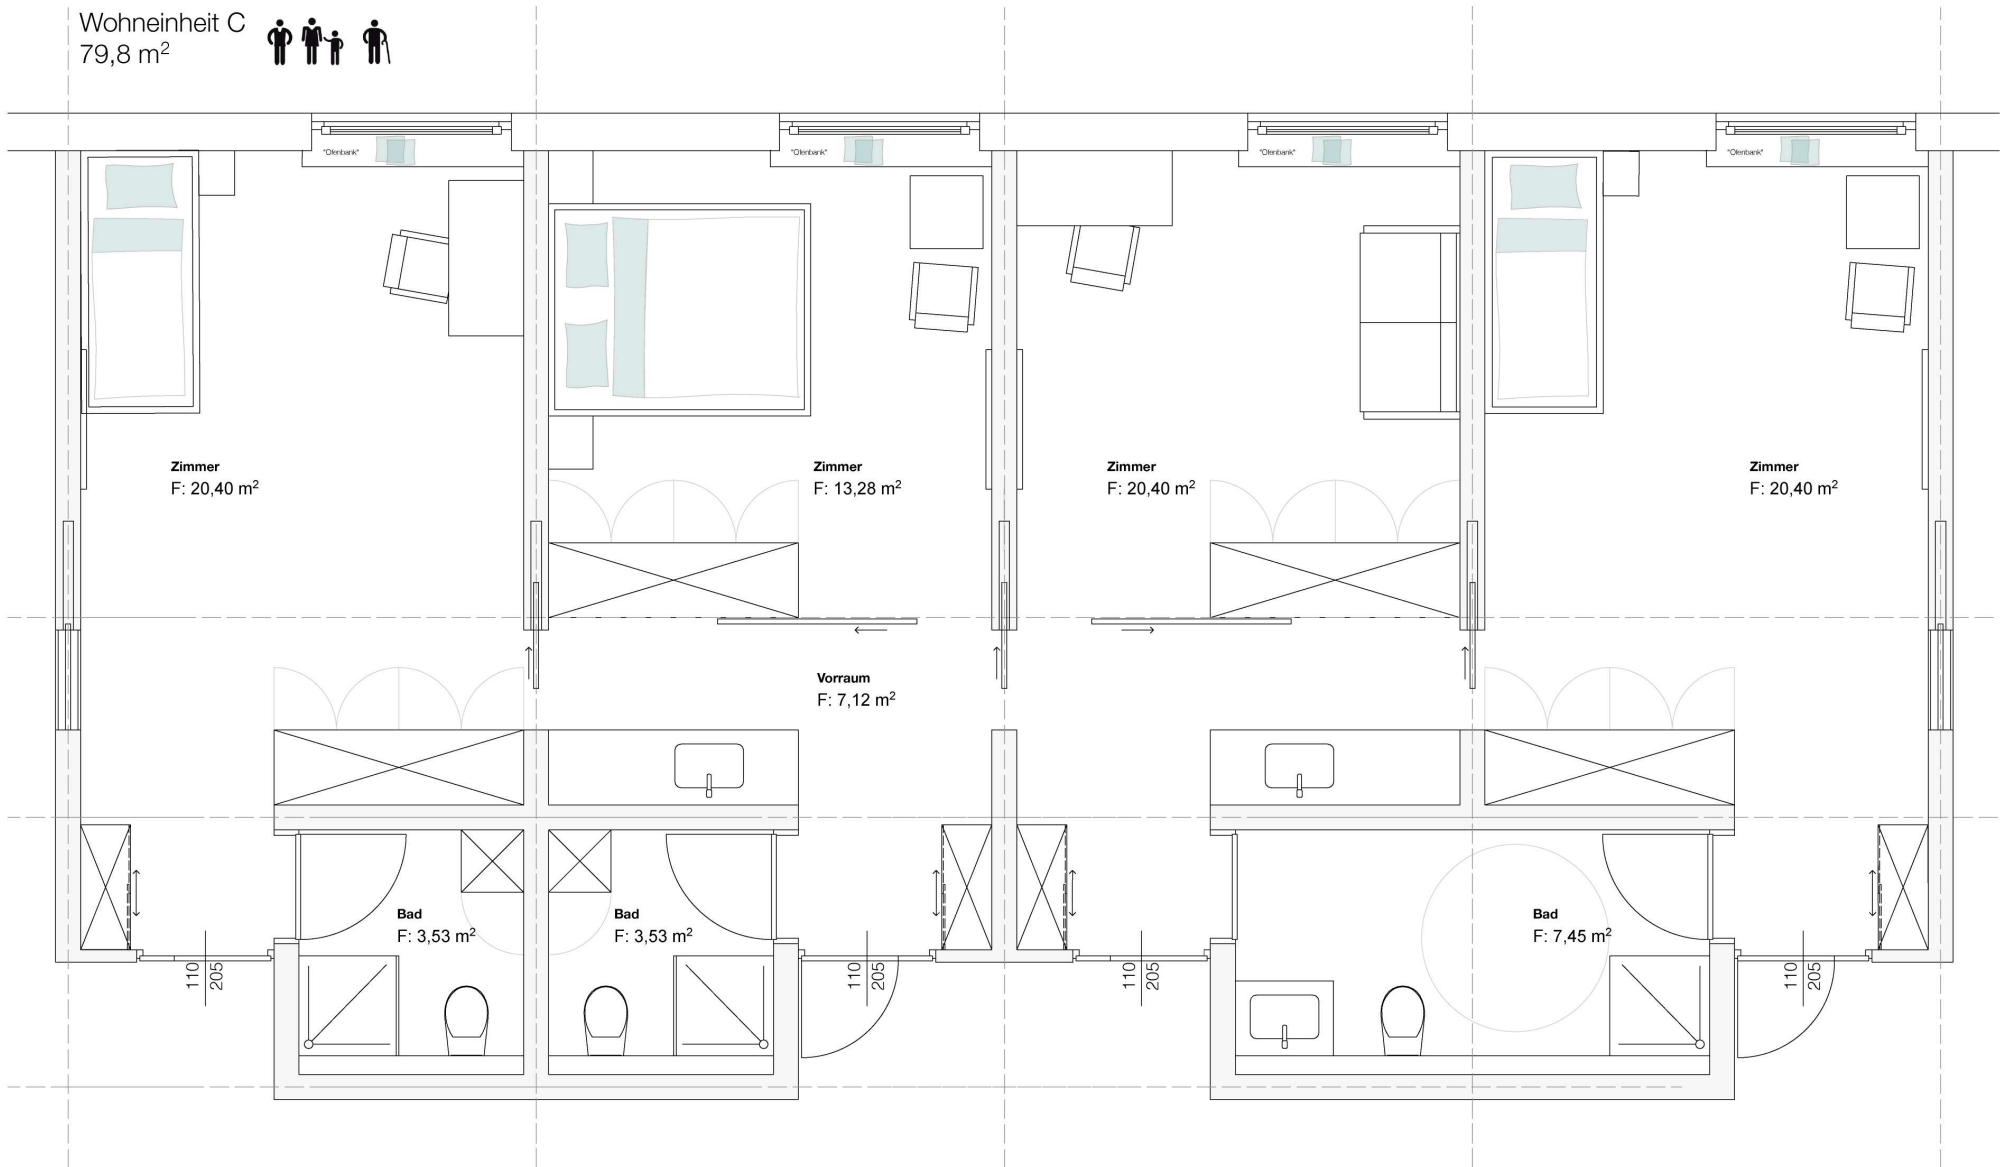 Wohneinheit C
79,8 m²
"Ofenbank"
"Ofenbank"
"Ofenbank"
"Ofenbank"
Zimmer
F: 20,40 m²
Zimmer
F: 13,28 m²
Zimmer
F: 20,40 m²
Zimmer
F: 20,40 m²
Vorraum
F: 7,12 m²
Bad
F: 3,53 m²
Bad
F: 3,53 m²
Bad
F: 7,45 m²
110
205
110
205
110
205
110
205